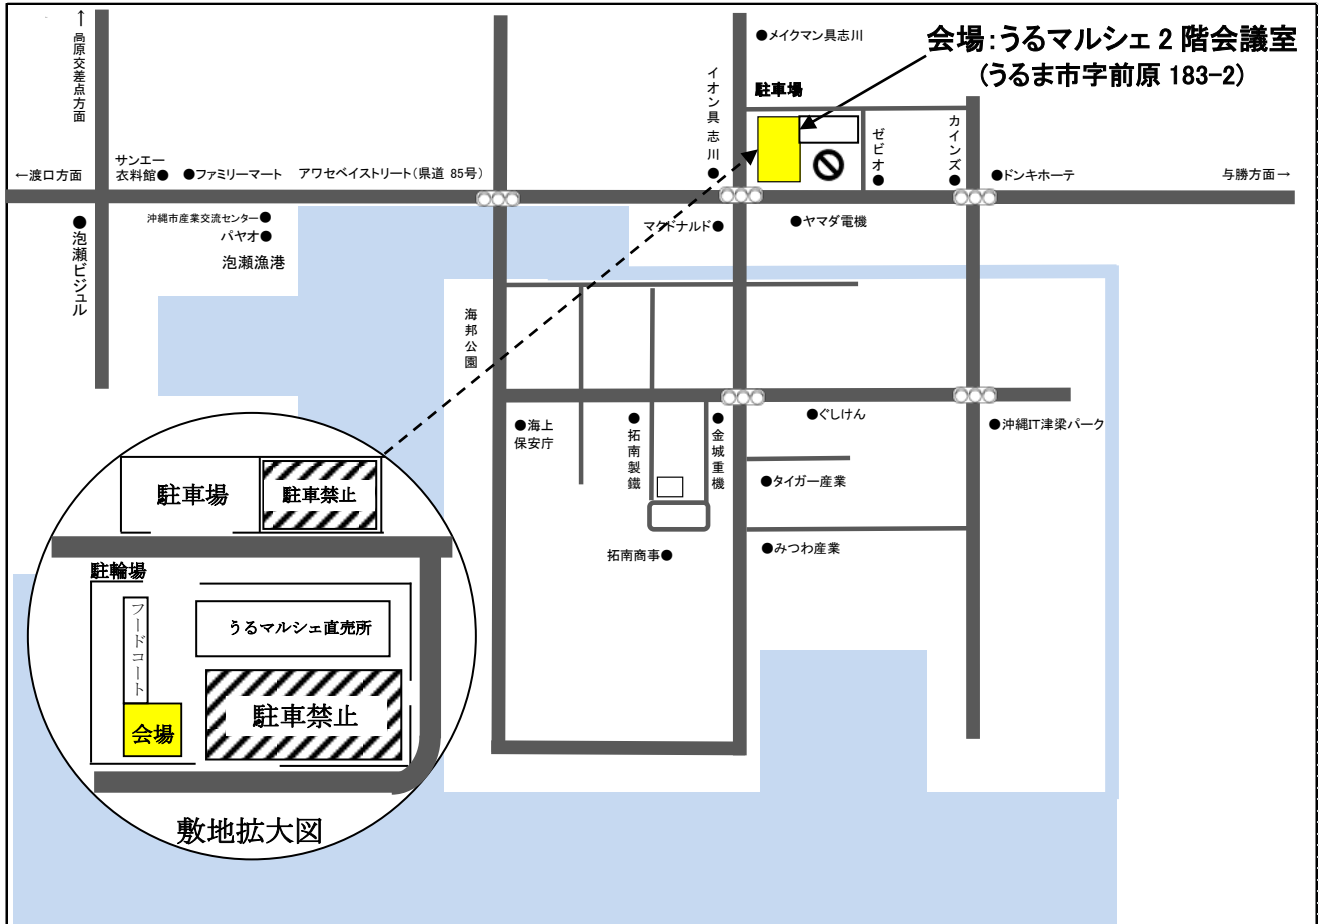 会場：うるマルシェ２階会議室
(うるま市字前原 183-2)
↑高原交差点方面
●メイクマン具志川
駐車場
イオン具志川●
ゼビオ●
カインズ●
←渡口方面
サンエー
衣料館●
●ファミリーマート
アワセベイストリート（県道 85号）
●ドンキホーテ
与勝方面→
●泡瀬ビジュル
沖縄市産業交流センター●
パヤオ●
泡瀬漁港
マクドナルド●
●ヤマダ電機
海邦公園
●海上
保安庁
●拓南製鐵
●金城重機
●ぐしけん
●沖縄IT津梁パーク
●タイガー産業
拓南商事●
●みつわ産業
駐車場
駐車禁止
駐輪場
フードコート
うるマルシェ直売所
駐車禁止
会場
敷地拡大図